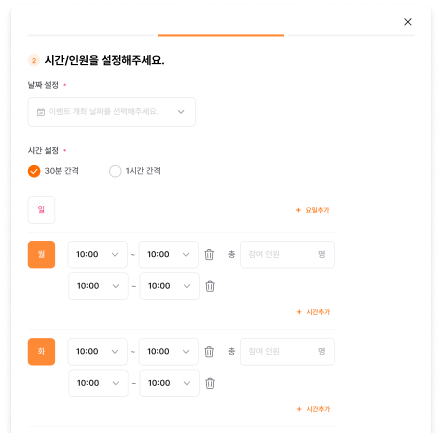 2 시간/인원을 설정해주세요.
날짜 설정 •
이벤트 개최 날짜를 선택해주세요.
시간 설정 •
30분 간격 1시간 간격
일 + 요일추가
월 10:00 ~ 10:00 총 참여 인원 명
10:00 ~ 10:00
+ 시간추가
화 10:00 ~ 10:00 총 참여 인원 명
10:00 ~ 10:00
+ 시간추가